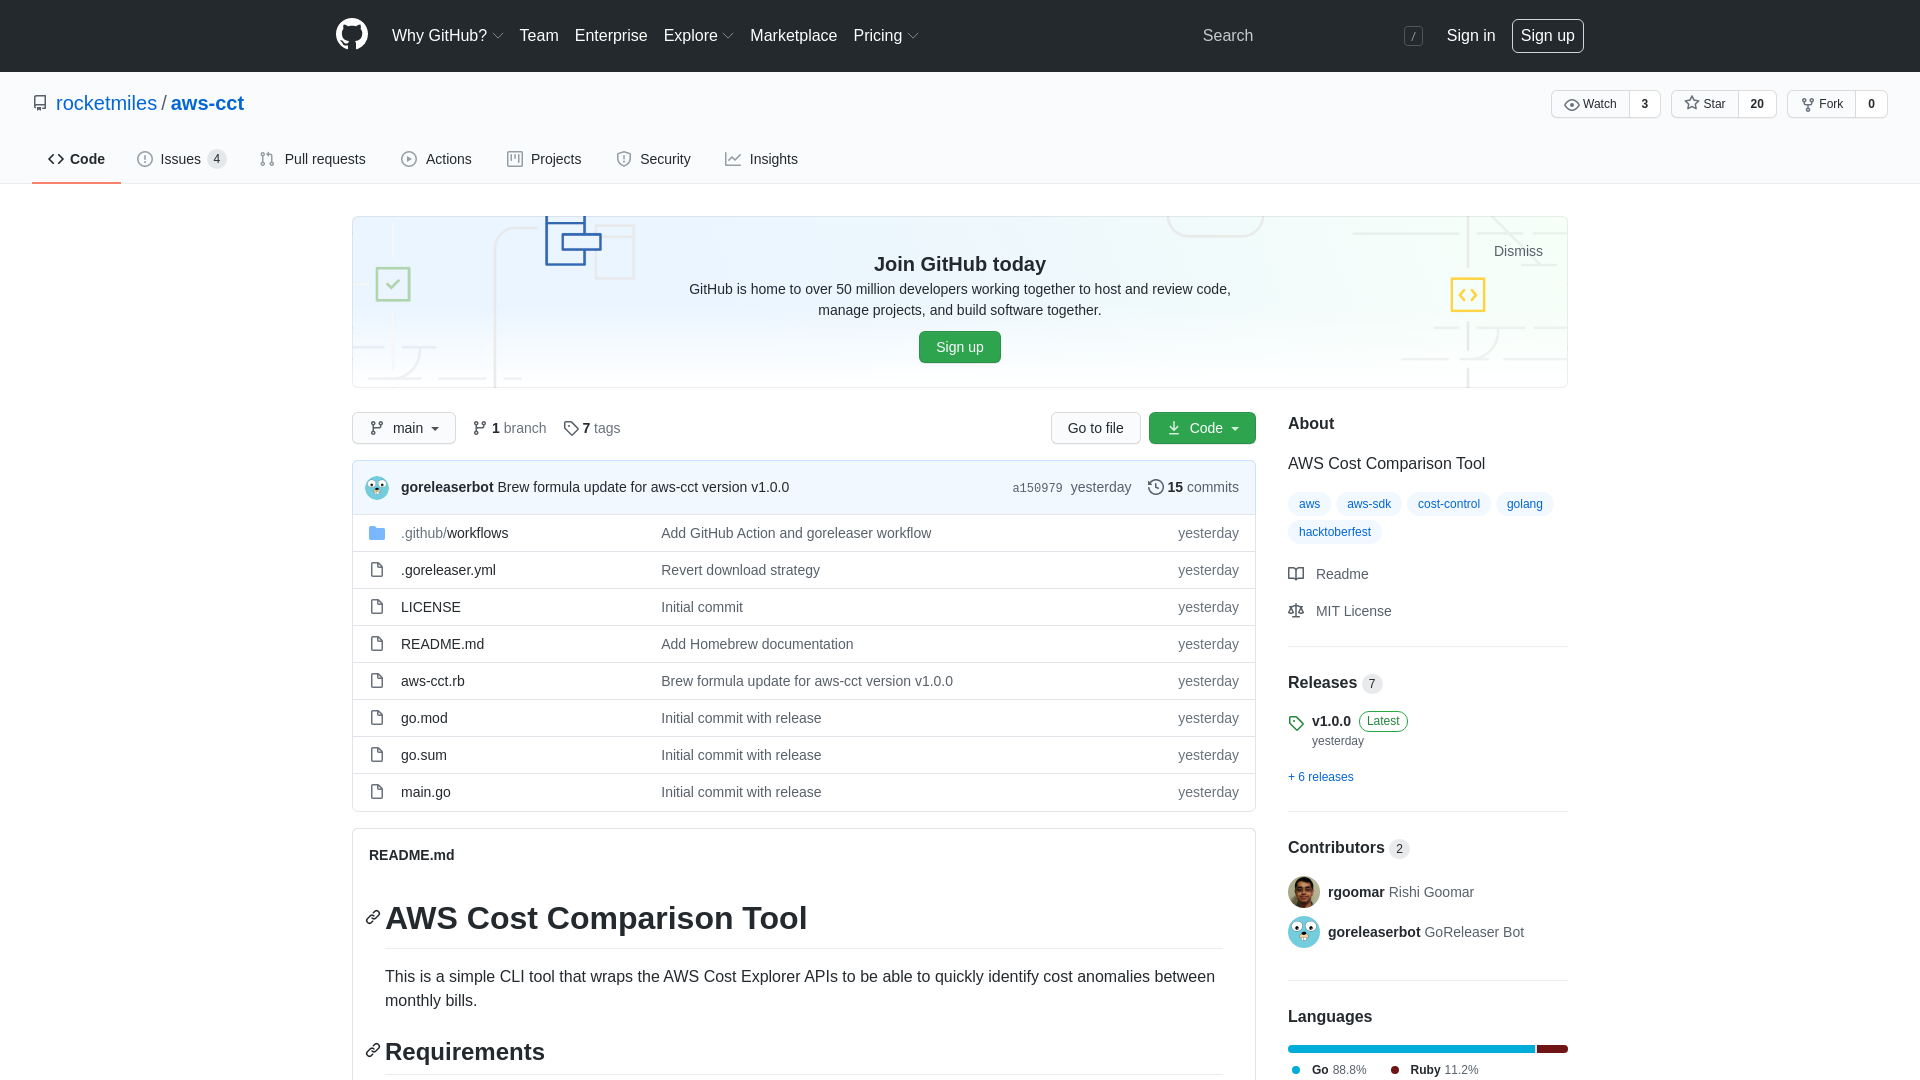 Why GitHub? Team Enterprise Explore Marketplace Pricing Search / Sign in Sign up
rocketmiles / aws-cct Watch 3 Star 20 Fork 0
Code Issues 4 Pull requests Actions Projects Security Insights
Dismiss
Join GitHub today
GitHub is home to over 50 million developers working together to host and review code,
manage projects, and build software together.
Sign up
main 1 branch 7 tags Go to file Code
goreleaserbot Brew formula update for aws-cct version v1.0.0 a150979 yesterday 15 commits
.github/workflows Add GitHub Action and goreleaser workflow yesterday
.goreleaser.yml Revert download strategy yesterday
LICENSE Initial commit yesterday
README.md Add Homebrew documentation yesterday
aws-cct.rb Brew formula update for aws-cct version v1.0.0 yesterday
go.mod Initial commit with release yesterday
go.sum Initial commit with release yesterday
main.go Initial commit with release yesterday
README.md
AWS Cost Comparison Tool
This is a simple CLI tool that wraps the AWS Cost Explorer APIs to be able to quickly identify cost anomalies between
monthly bills.
Requirements
About
AWS Cost Comparison Tool
aws aws-sdk cost-control golang
hacktoberfest
Readme
MIT License
Releases 7
v1.0.0 Latest
yesterday
+ 6 releases
Contributors 2
rgoomar Rishi Goomar
goreleaserbot GoReleaser Bot
Languages
Go 88.8% Ruby 11.2%